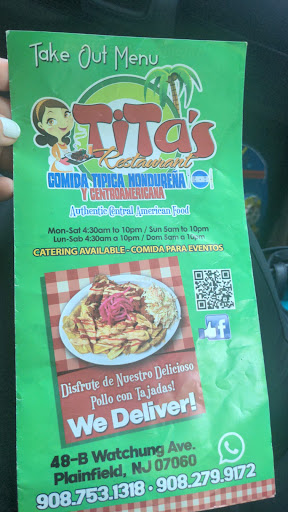 Take Out Menu
TiTa's
Restaurant
COMIDA TIPICA HONDUREÑA
Y CENTROAMERICANA
Authentic Central American Food
Mon-Sat 4:30am to 10pm / Sun 5am to 10pm
Lun-Sab 4:30am a 10pm / Dom 5am a 10pm
CATERING AVAILABLE - COMIDA PARA EVENTOS
Disfrute de Nuestro Delicioso
Pollo con Tajadas!
We Deliver!
48-B Watchung Ave.
Plainfield, NJ 07060
908.753.1318 • 908.279.9172